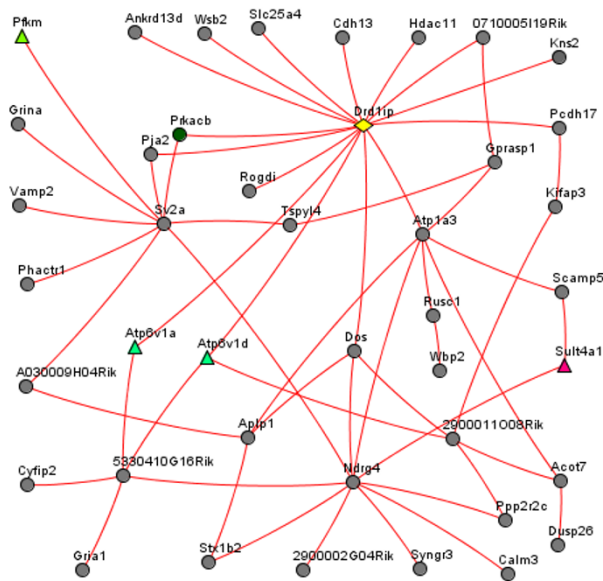 Pfkm
Ankrd13d
Wsb2
Slc25a4
Cdh13
Hdac11
0710005I19Rik
Kns2
Grina
Prkacb
Drd1ip
Pcdh17
Pja2
Gprasp1
Rogdi
Vamp2
Sv2a
Tspyl4
Kifap3
Atp1a3
Phactr1
Scamp5
Rusc1
Atp6v1a
Atp6v1d
Dos
Sult4a1
A030009H04Rik
Wbp2
Aplp1
2900011O08Rik
Cyfip2
5330410G16Rik
Ndrg4
Acot7
Ppp2r2c
Gria1
Stx1b2
2900002G04Rik
Syngr3
Calm3
Dusp26